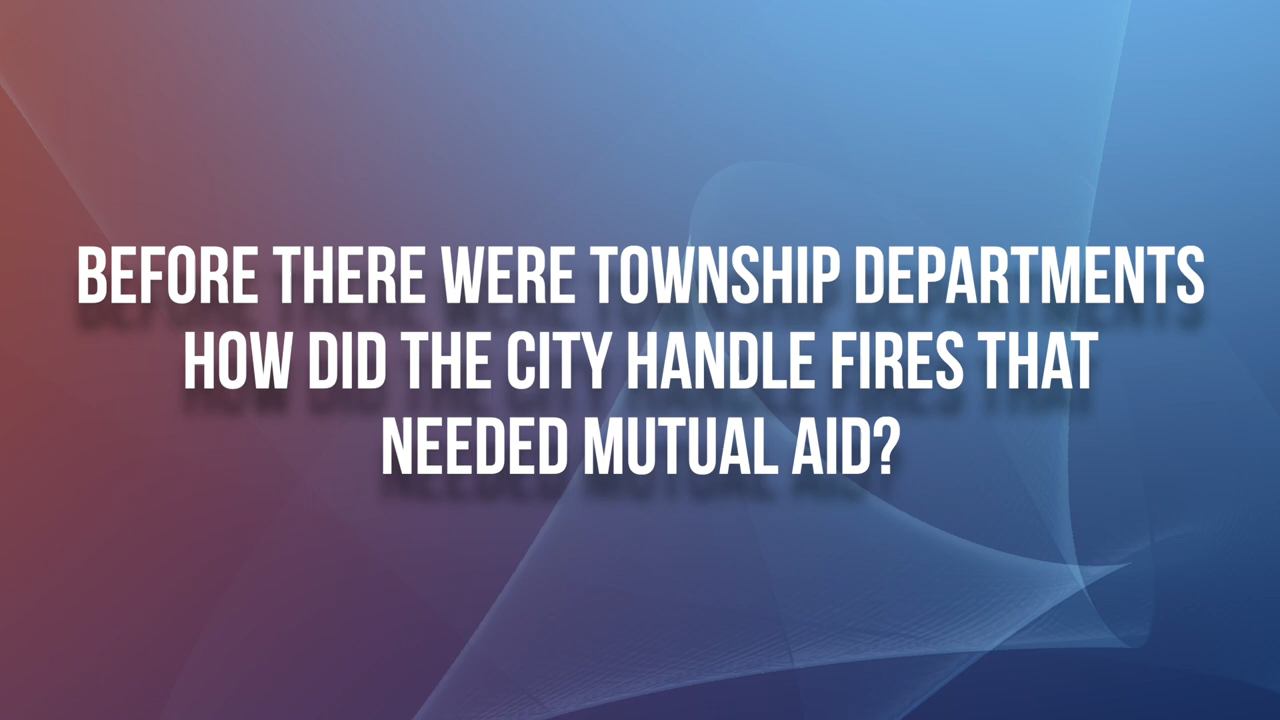 BEFORE THERE WERE TOWNSHIP DEPARTMENTS
HOW DID THE CITY HANDLE FIRES THAT
NEEDED MUTUAL AID?